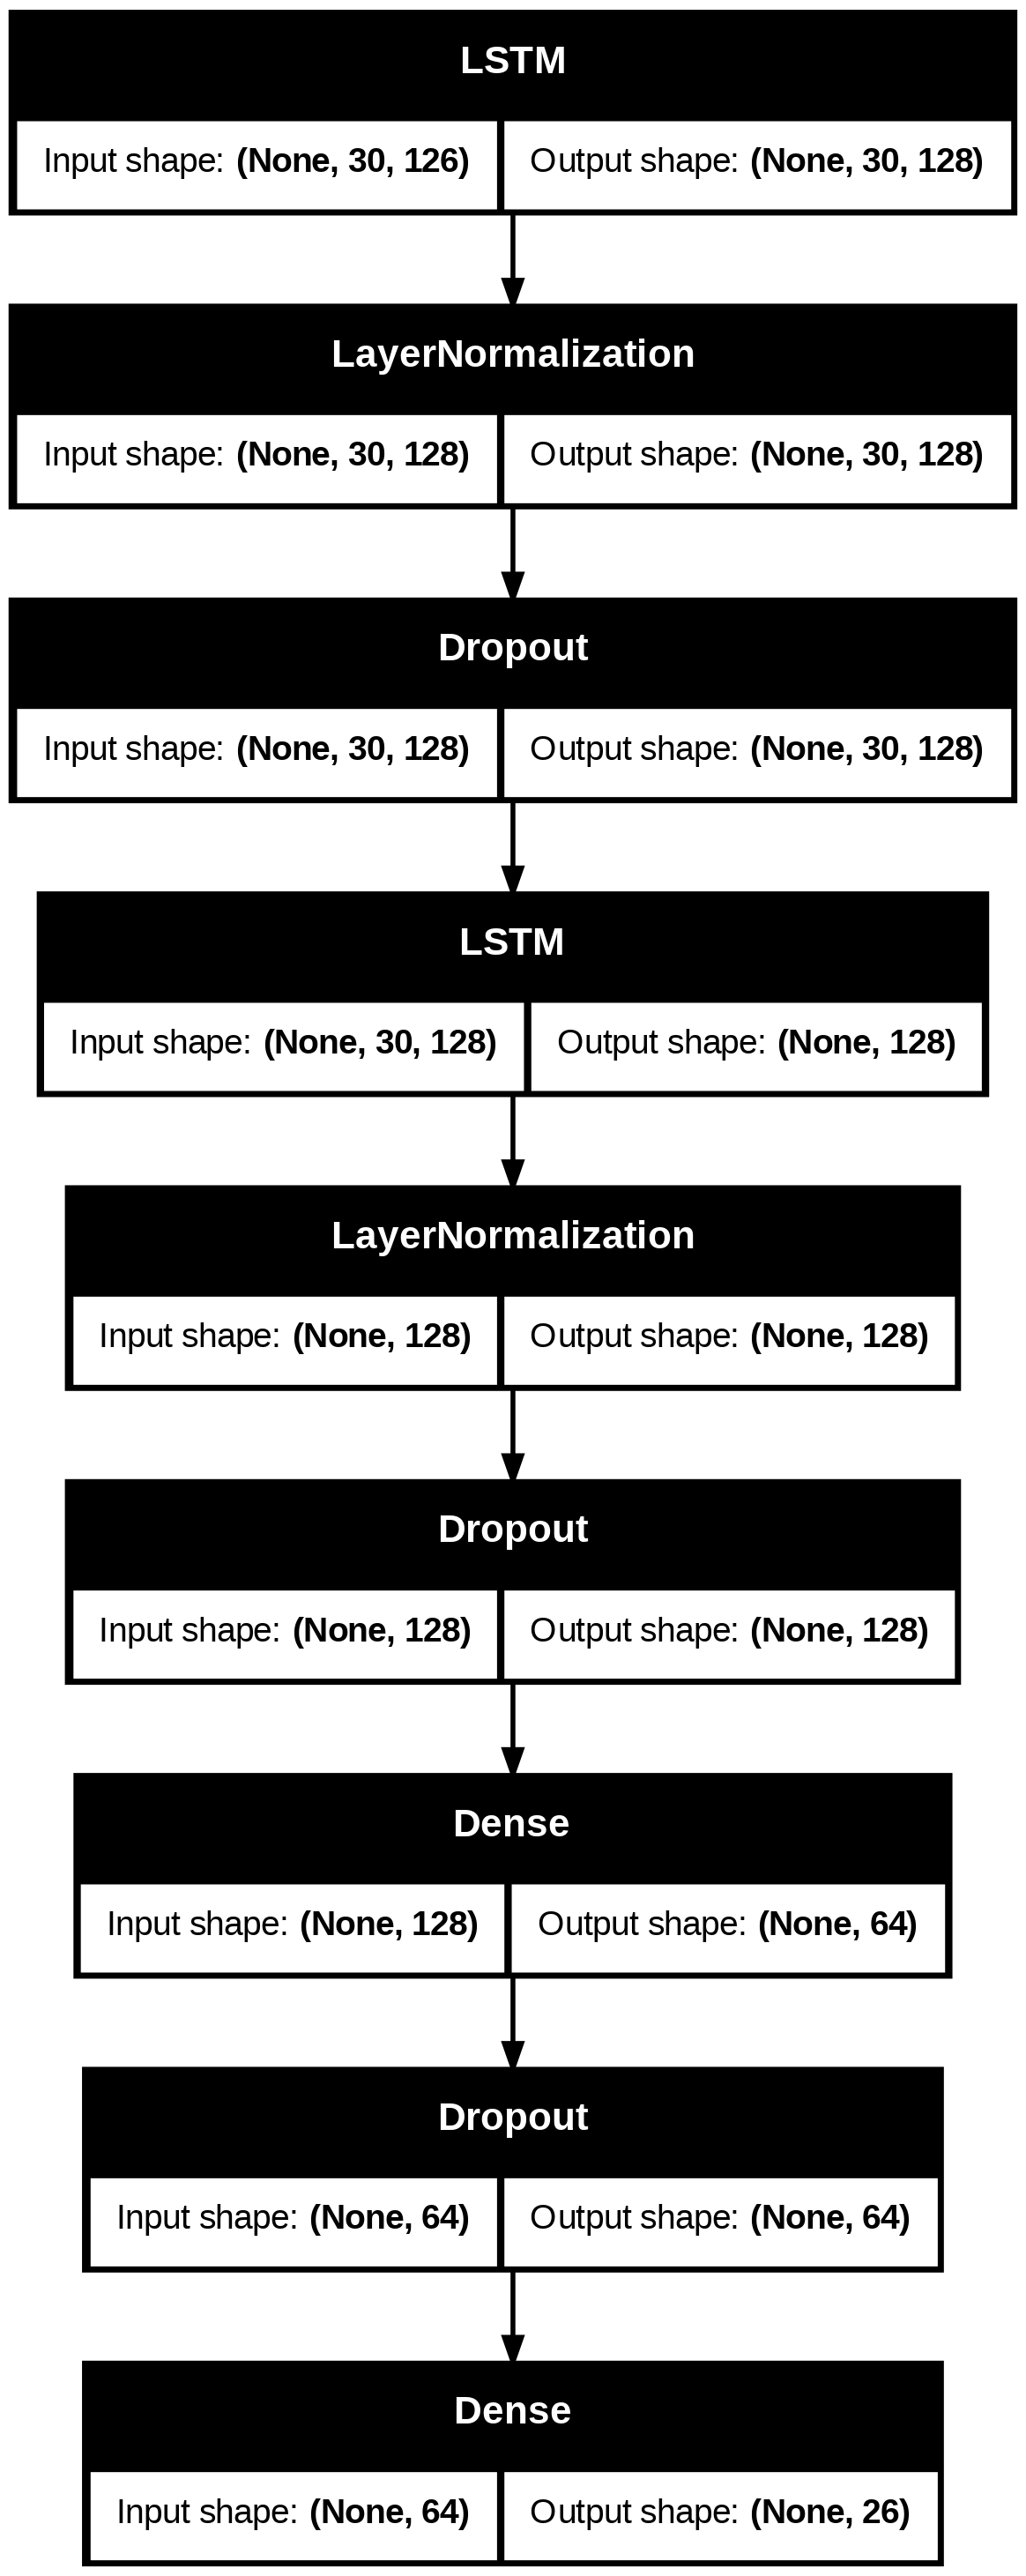 LSTM
Input shape: (None, 30, 126) Output shape: (None, 30, 128)
LayerNormalization
Input shape: (None, 30, 128) Output shape: (None, 30, 128)
Dropout
Input shape: (None, 30, 128) Output shape: (None, 30, 128)
LSTM
Input shape: (None, 30, 128) Output shape: (None, 128)
LayerNormalization
Input shape: (None, 128) Output shape: (None, 128)
Dropout
Input shape: (None, 128) Output shape: (None, 128)
Dense
Input shape: (None, 128) Output shape: (None, 64)
Dropout
Input shape: (None, 64) Output shape: (None, 64)
Dense
Input shape: (None, 64) Output shape: (None, 26)